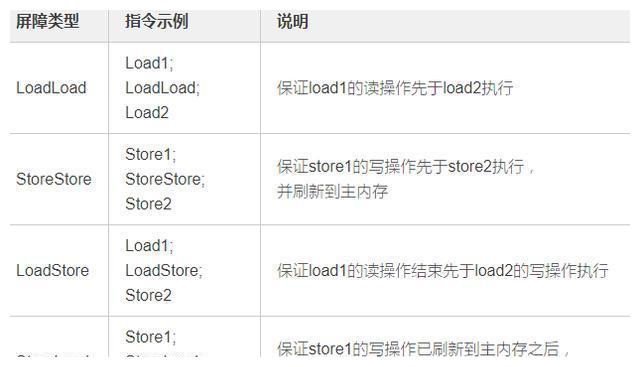 屏障类型 指令示例 说明
Load1;
LoadLoad LoadLoad; 保证load1的读操作先于load2执行
Load2
Store1; 保证store1的写操作先于store2执行，
StoreStore StoreStore;
Store2 并刷新到主内存
Load1;
LoadStore LoadStore; 保证load1的读操作结束先于load2的写操作执行
Store2
Store1; 保证store1的写操作已刷新到主内存之后，